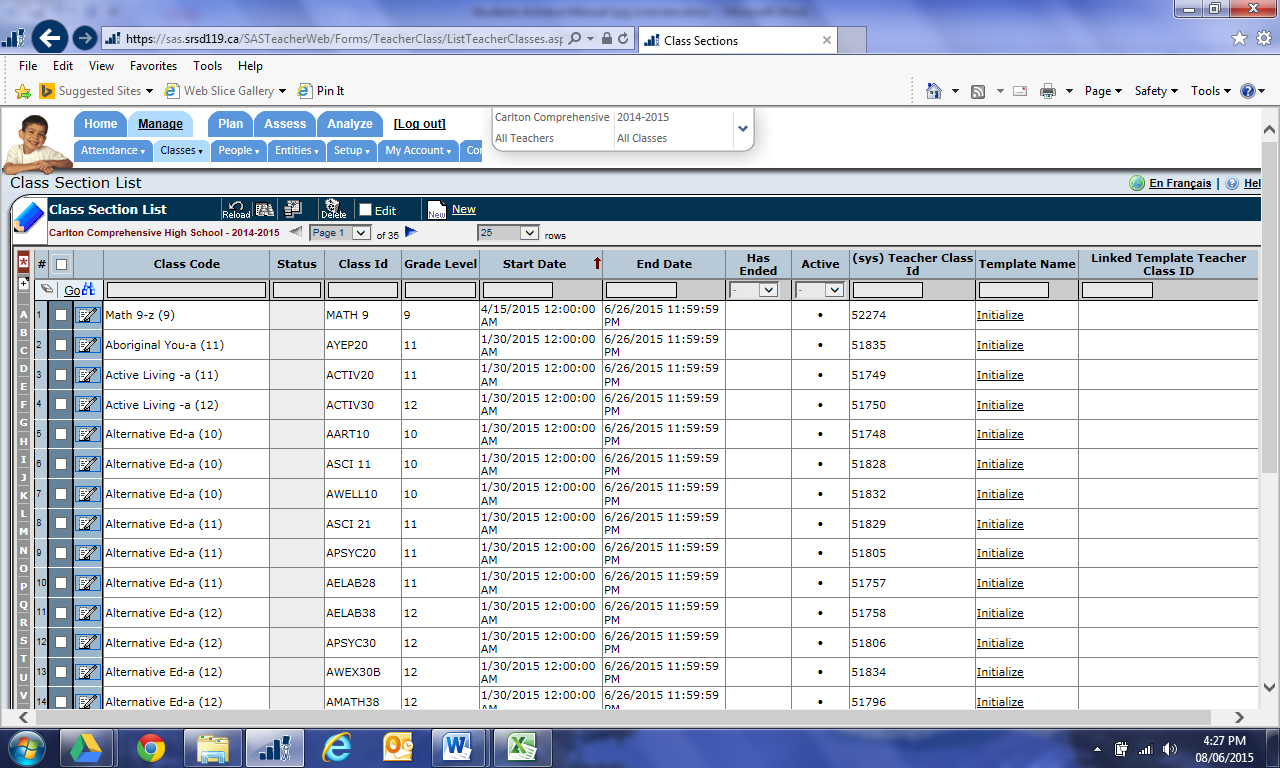 https://sas.srsd119.ca/SASTeacherWeb/Forms/TeacherClass/ListTeacherClasses.asp
Class Sections
File Edit View Favorites Tools Help
Suggested Sites Web Slice Gallery Pin It Page Safety Tools
Home Manage Plan Assess Analyze [Log out]
Carlton Comprehensive 2014-2015
All Teachers All Classes
Attendance Classes People Entities Setup My Account Cor
Class Section List En Français | Hel
Class Section List Reload Delete Edit New New
Carlton Comprehensive High School - 2014-2015 Page 1 of 35 25 rows
# Class Code Status Class Id Grade Level Start Date End Date Has Ended Active (sys) Teacher Class Id Template Name Linked Template Teacher Class ID
Go - -
A B C D E F G H I J K L M N O P Q R S T U V
1 Math 9-z (9) MATH 9 9 4/15/2015 12:00:00 AM 6/26/2015 11:59:59 PM • 52274 Initialize
2 Aboriginal You-a (11) AYEP20 11 1/30/2015 12:00:00 AM 6/26/2015 11:59:59 PM • 51835 Initialize
3 Active Living -a (11) ACTIV20 11 1/30/2015 12:00:00 AM 6/26/2015 11:59:59 PM • 51749 Initialize
4 Active Living -a (12) ACTIV30 12 1/30/2015 12:00:00 AM 6/26/2015 11:59:59 PM • 51750 Initialize
5 Alternative Ed-a (10) AART10 10 1/30/2015 12:00:00 AM 6/26/2015 11:59:59 PM • 51748 Initialize
6 Alternative Ed-a (10) ASCI 11 10 1/30/2015 12:00:00 AM 6/26/2015 11:59:59 PM • 51828 Initialize
7 Alternative Ed-a (10) AWELL10 10 1/30/2015 12:00:00 AM 6/26/2015 11:59:59 PM • 51832 Initialize
8 Alternative Ed-a (11) ASCI 21 11 1/30/2015 12:00:00 AM 6/26/2015 11:59:59 PM • 51829 Initialize
9 Alternative Ed-a (11) APSYC20 11 1/30/2015 12:00:00 AM 6/26/2015 11:59:59 PM • 51805 Initialize
10 Alternative Ed-a (11) AELAB28 11 1/30/2015 12:00:00 AM 6/26/2015 11:59:59 PM • 51757 Initialize
11 Alternative Ed-a (12) AELAB38 12 1/30/2015 12:00:00 AM 6/26/2015 11:59:59 PM • 51758 Initialize
12 Alternative Ed-a (12) APSYC30 12 1/30/2015 12:00:00 AM 6/26/2015 11:59:59 PM • 51806 Initialize
13 Alternative Ed-a (12) AWEX30B 12 1/30/2015 12:00:00 AM 6/26/2015 11:59:59 PM • 51834 Initialize
14 Alternative Ed-a (12) AMATH38 12 1/30/2015 12:00:00 AM 6/26/2015 11:59:59 PM • 51796 Initialize
4:27 PM
08/06/2015